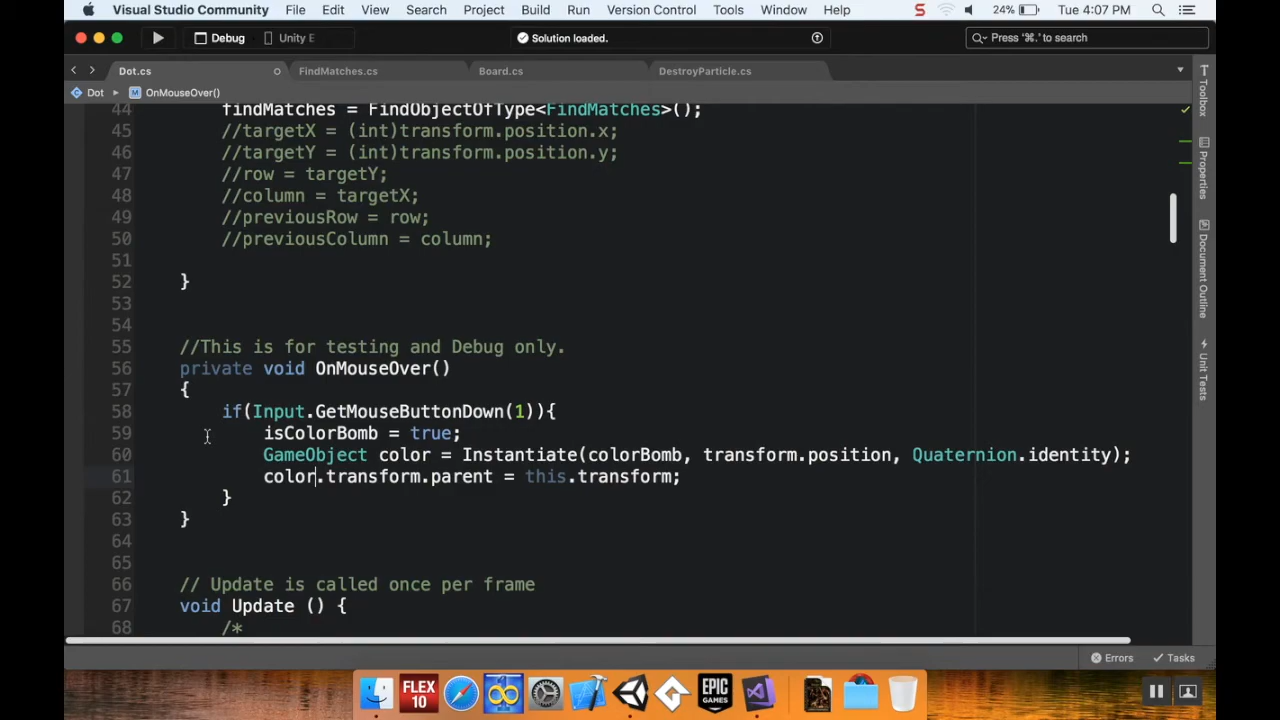 Visual Studio Community File Edit View Search Project Build Run Version Control Tools Window Help S 24% Tue 4:07 PM
Debug Unity E Solution loaded. Press '⌘.' to search
Dot.cs FindMatches.cs Board.cs DestroyParticle.cs
Dot OnMouseOver()
44 findMatches = FindObjectOfType<FindMatches>();
45 //targetX = (int)transform.position.x;
46 //targetY = (int)transform.position.y;
47 //row = targetY;
48 //column = targetX;
49 //previousRow = row;
50 //previousColumn = column;
51
52 }
53
54
55 //This is for testing and Debug only.
56 private void OnMouseOver()
57 {
58 if(Input.GetMouseButtonDown(1)){
59 isColorBomb = true;
60 GameObject color = Instantiate(colorBomb, transform.position, Quaternion.identity);
61 color.transform.parent = this.transform;
62 }
63 }
64
65
66 // Update is called once per frame
67 void Update () {
68 /*
Toolbox
Properties
Document Outline
Unit Tests
Errors Tasks
FLEX
10
EPIC
GAMES